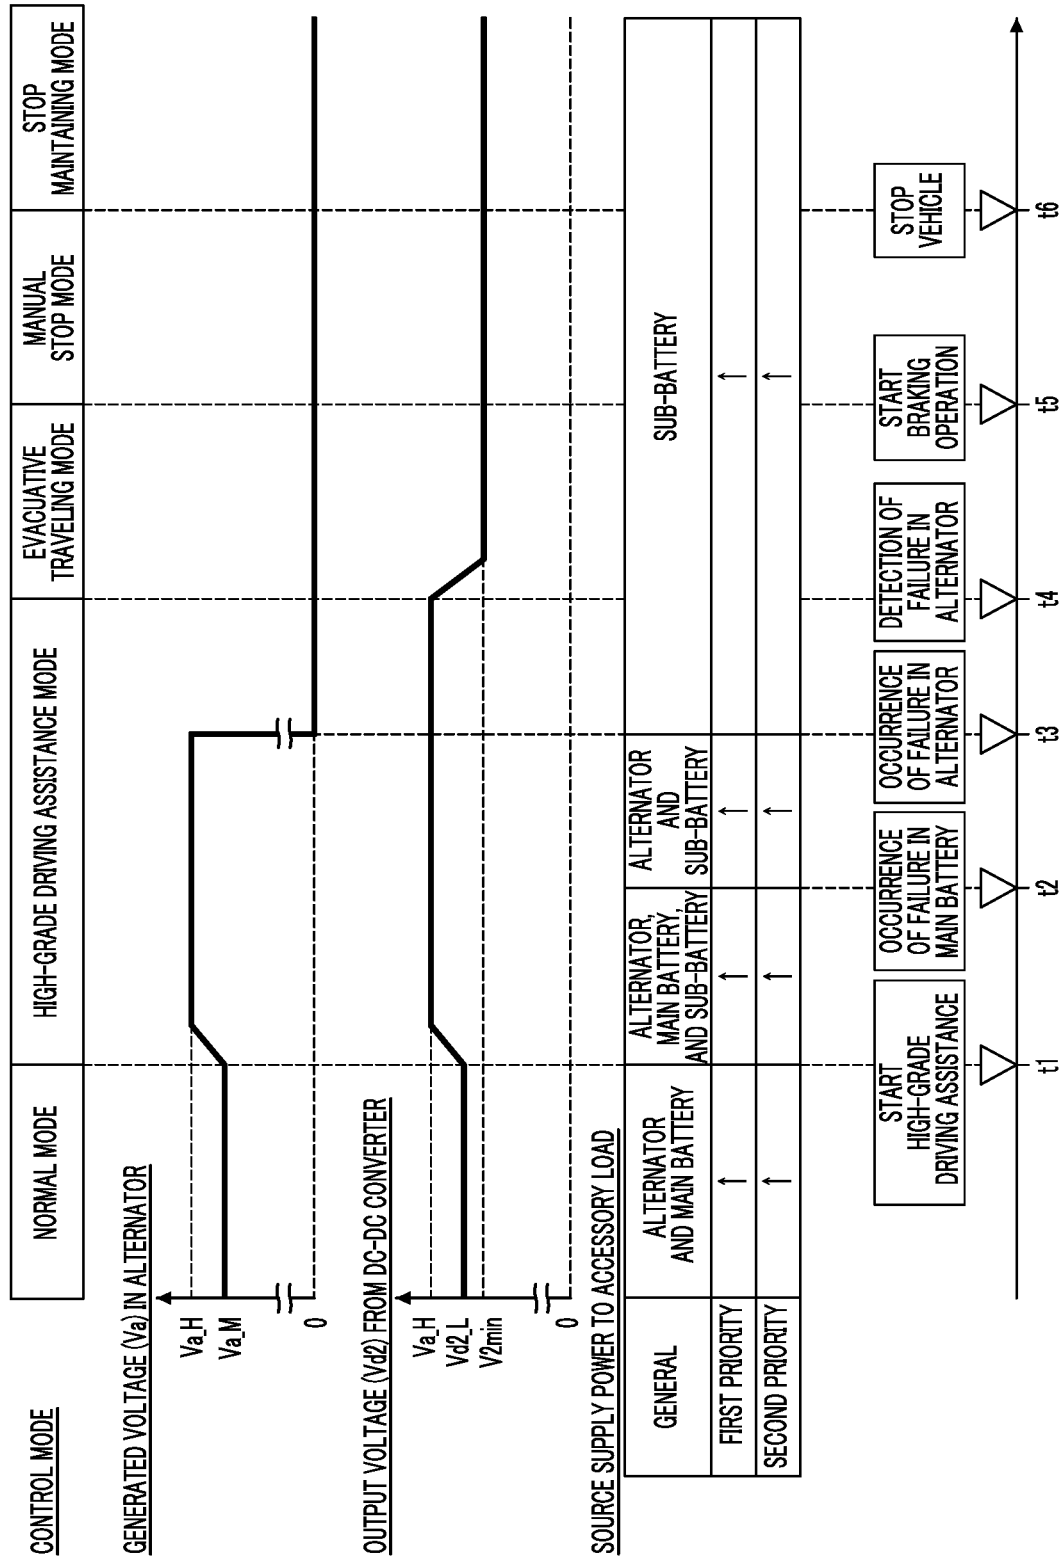 CONTROL MODE
NORMAL MODE
HIGH-GRADE DRIVING ASSISTANCE MODE
EVACUATIVE
TRAVELING MODE
MANUAL
STOP MODE
STOP
MAINTAINING MODE
GENERATED VOLTAGE (Va) IN ALTERNATOR
Va_H
Va_M
0
OUTPUT VOLTAGE (Vd2) FROM DC-DC CONVERTER
Va_H
Vd2_L
V2min
0
SOURCE SUPPLY POWER TO ACCESSORY LOAD
GENERAL
ALTERNATOR
AND MAIN BATTERY
ALTERNATOR,
MAIN BATTERY,
AND SUB-BATTERY
ALTERNATOR
AND
SUB-BATTERY
SUB-BATTERY
FIRST PRIORITY
↑
↑
↑
↑
SECOND PRIORITY
↑
↑
↑
↑
START
HIGH-GRADE
DRIVING ASSISTANCE
OCCURRENCE
OF FAILURE IN
MAIN BATTERY
OCCURRENCE
OF FAILURE IN
ALTERNATOR
DETECTION OF
FAILURE IN
ALTERNATOR
START
BRAKING
OPERATION
STOP
VEHICLE
t1
t2
t3
t4
t5
t6